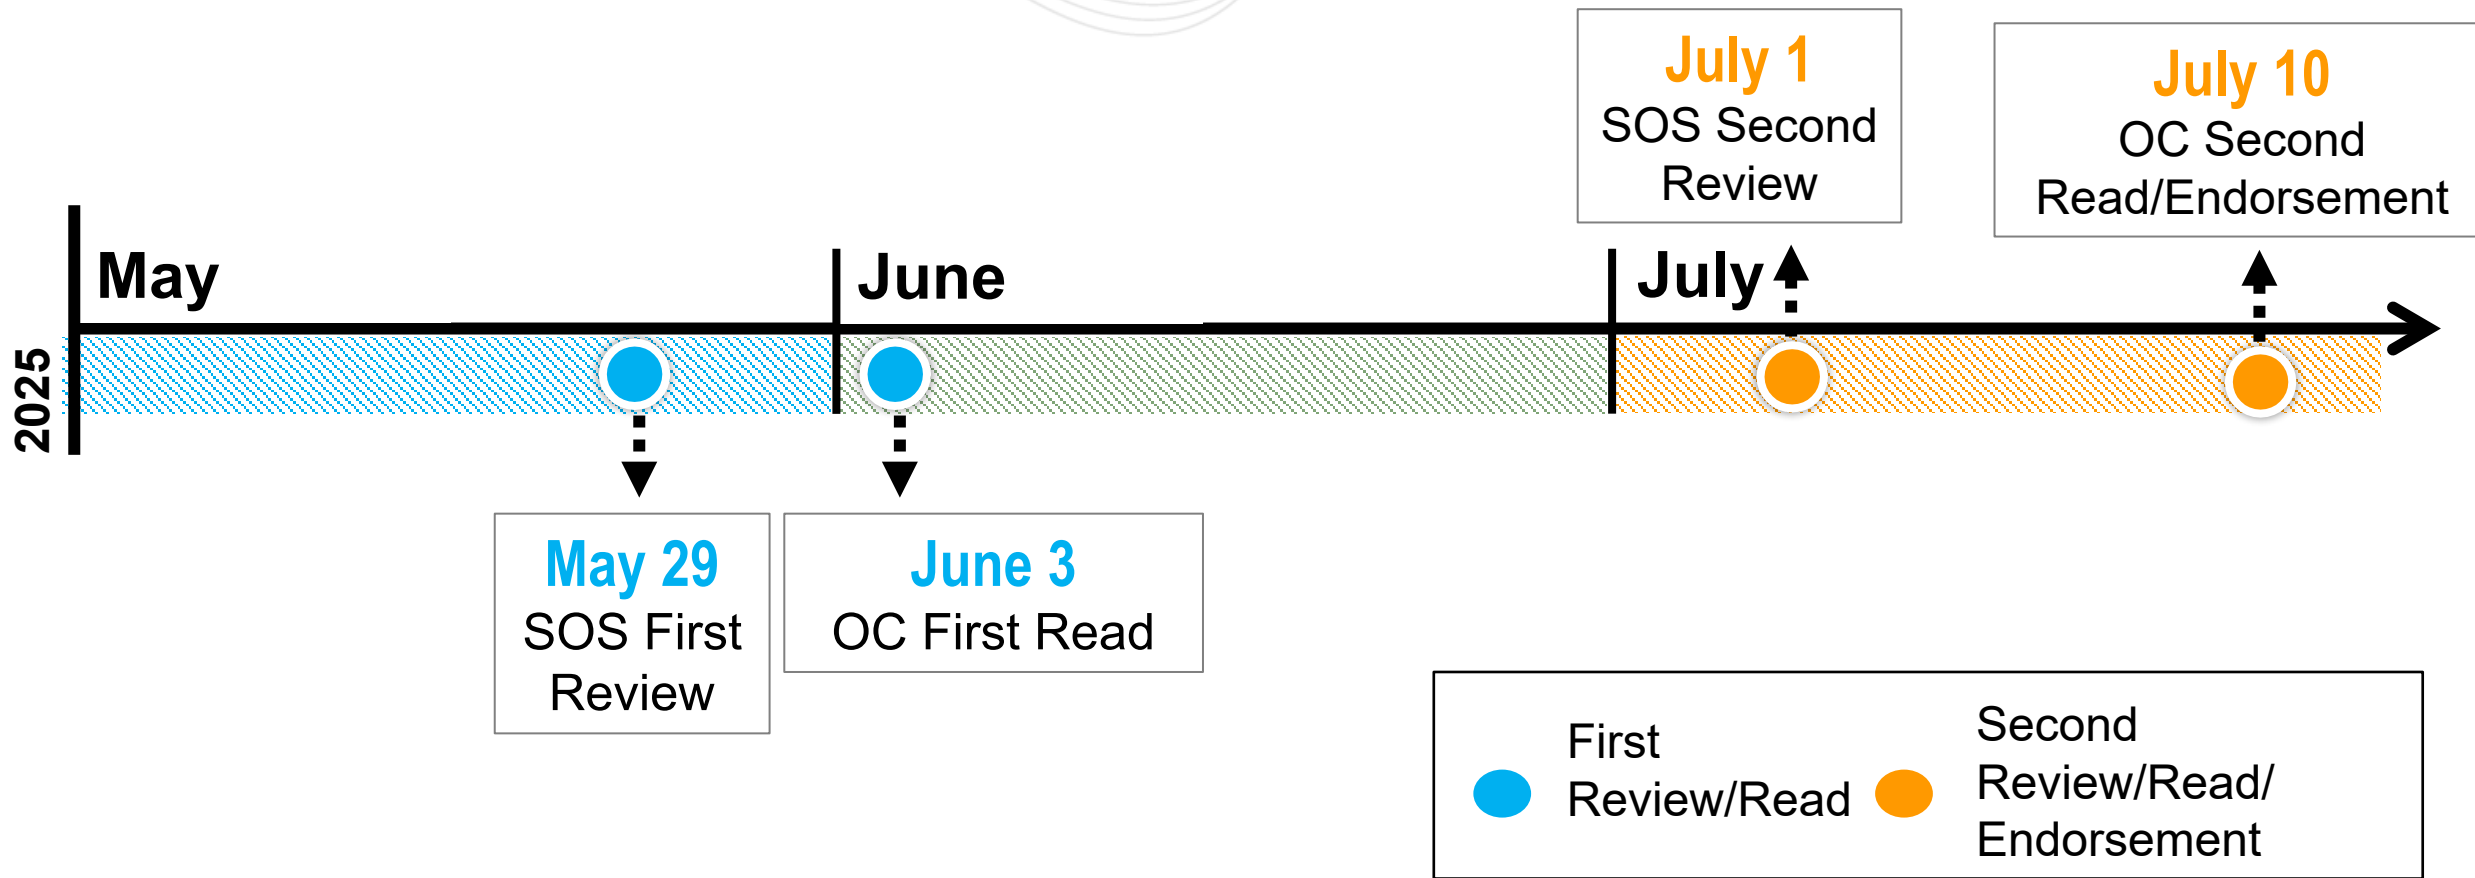 July 1
SOS Second
Review
July 10
OC Second
Read/Endorsement
May
June
July
2025
May 29
SOS First
Review
June 3
OC First Read
First
Review/Read
Second
Review/Read/
Endorsement